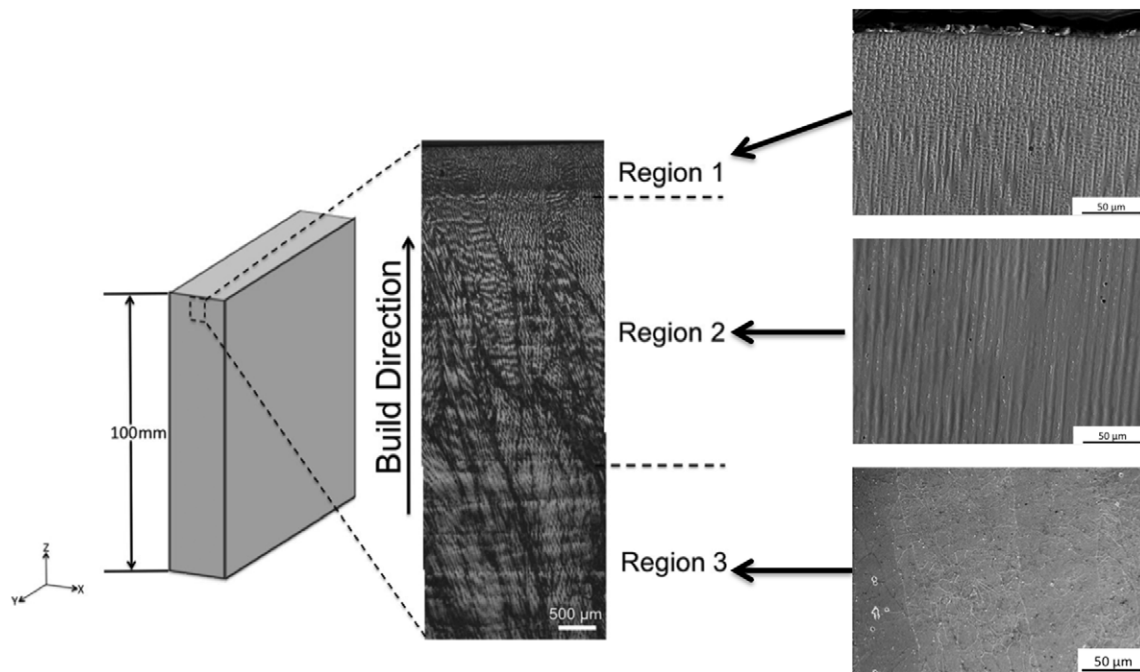 100mm
Z
X
Y
Build Direction
500 µm
Region 1
Region 2
Region 3
50 µm
50 µm
50 µm